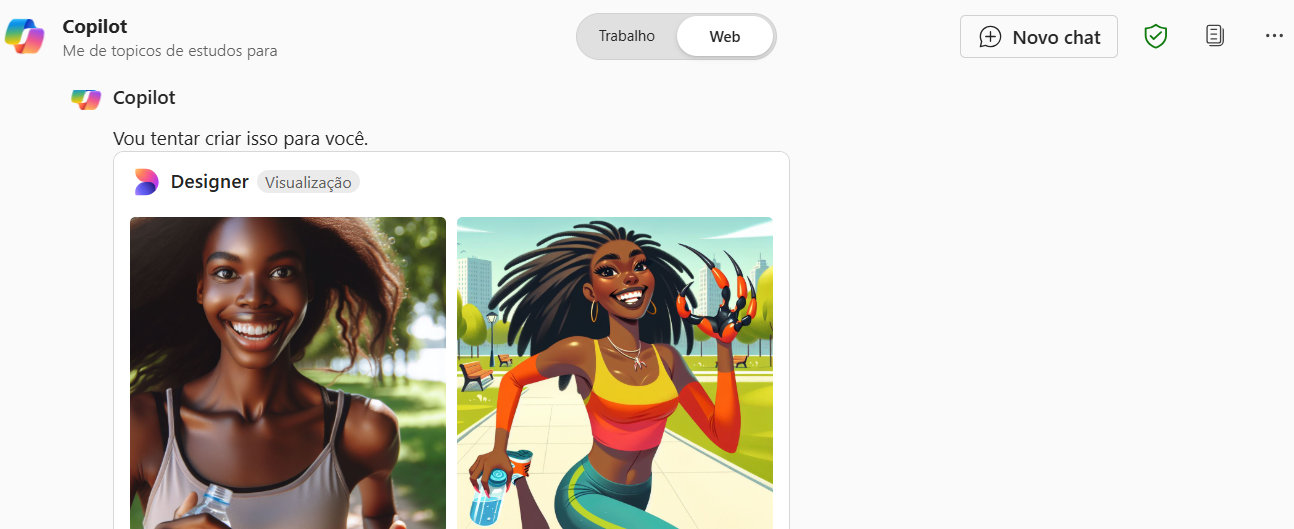 Copilot
Me de topicos de estudos para
Trabalho
Web
Novo chat
Copilot
Vou tentar criar isso para você.
Designer
Visualização